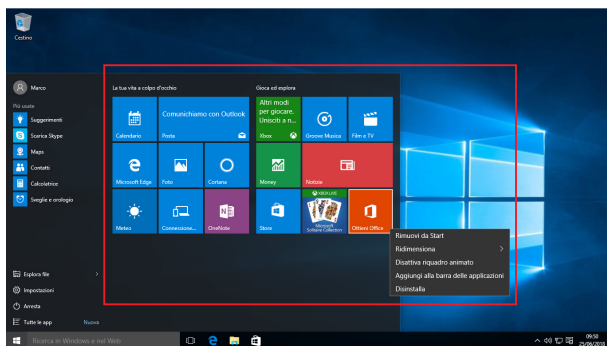 Cestino
Marco
Più usate
Suggerimenti
Scarica Skype
Mappe
Contatti
Calcolatrice
Sveglie e orologio
Esplora file
Impostazioni
Arresta
Tutte le app
Nuova
La tua vita a colpo d'occhio
Calendario
Comunichiamo con Outlook
Posta
Microsoft Edge
Foto
Cortana
Meteo
Connessione...
OneNote
Gioca ed esplora
Altri modi
per giocare.
Unisciti a n...
Xbox
Groove Musica
Film e TV
Money
Notizie
Store
XBOX LIVE
Microsoft
Solitaire Collection
Ottieni Office
Rimuovi da Start
Ridimensiona
Disattiva riquadro animato
Aggiungi alla barra delle applicazioni
Disinstalla
Ricerca in Windows e nel Web
09:50
25/06/2018